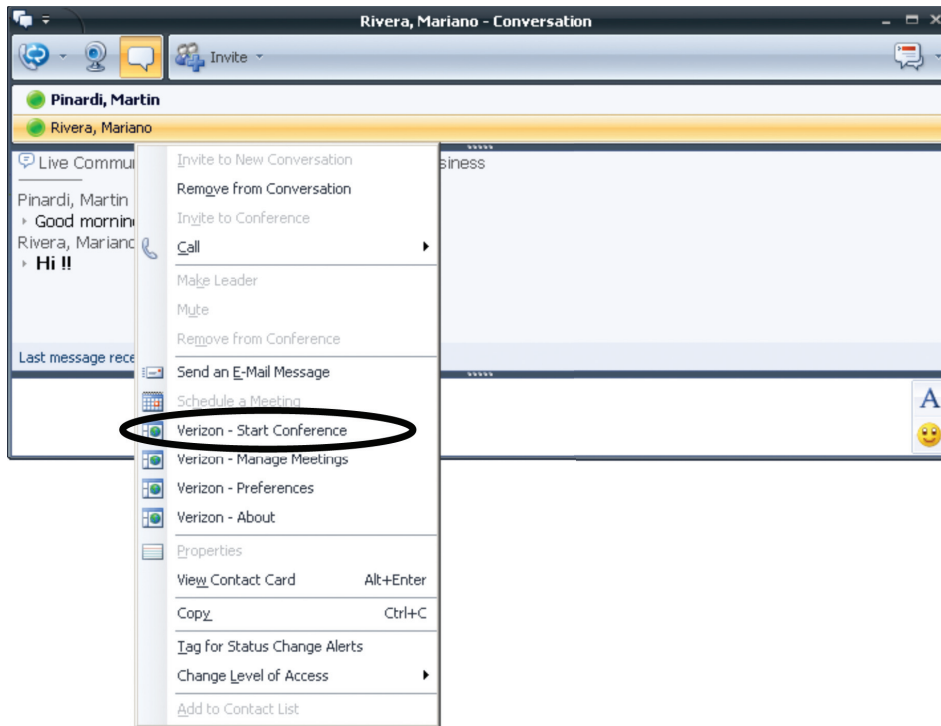 Rivera, Mariano - Conversation
Invite
Pinardi, Martin
Rivera, Mariano
Live Commu siness
Pinardi, Martin
Good mornin
Rivera, Mariano
Hi !!
Last message rece
Invite to New Conversation
Remove from Conversation
Invite to Conference
Call
Make Leader
Mute
Remove from Conference
Send an E-Mail Message
Schedule a Meeting
Verizon - Start Conference
Verizon - Manage Meetings
Verizon - Preferences
Verizon - About
Properties
View Contact Card Alt+Enter
Copy Ctrl+C
Tag for Status Change Alerts
Change Level of Access
Add to Contact List
A